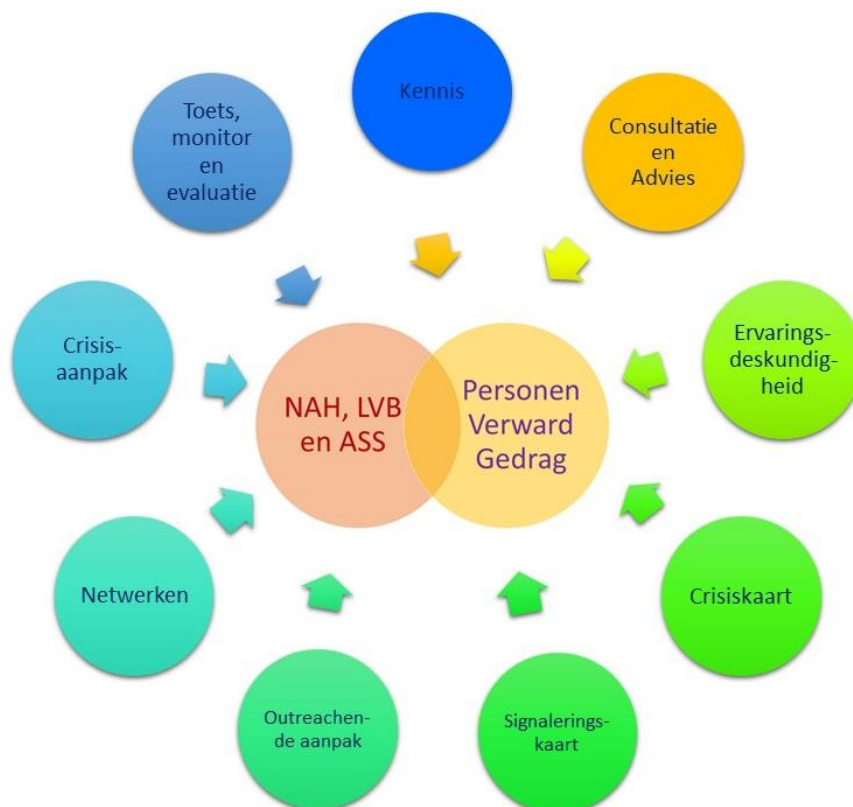 Kennis
Consultatie
en
Advies
Ervarings-
deskundig-
heid
Crisiskaart
Signalerings-
kaart
Outreachen-
de aanpak
Netwerken
Crisis-
aanpak
Toets,
monitor
en
evaluatie
NAH, LVB
en ASS
Personen
Verward
Gedrag